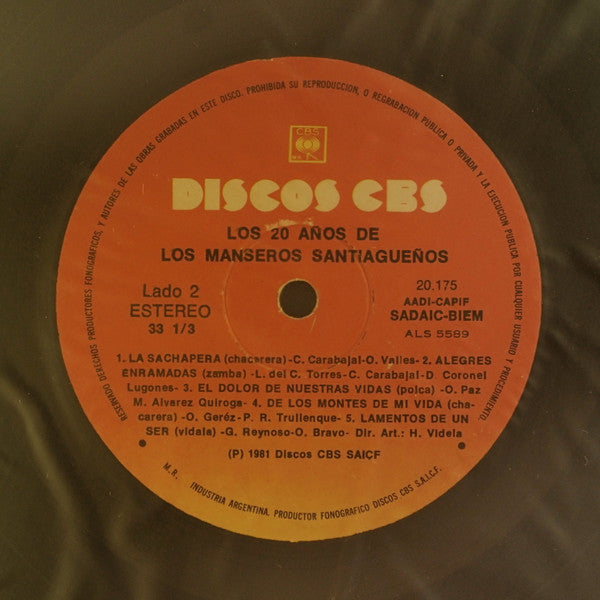 RESERVADO DERECHOS PRODUCTORES FONOGRAFICOS, Y AUTORES DE LAS OBRAS GRABADAS EN ESTE DISCO. PROHIBIDA SU REPRODUCCION, O REGRABACION PUBLICA O PRIVADA Y LA EJECUCION PUBLICA POR CUALQUIER USUARIO Y PROCEDIMIENTO.
CBS
M.R.
DISCOS CBS
LOS 20 AÑOS DE
LOS MANSEROS SANTIAGUEÑOS
Lado 2
ESTEREO
33 1/3
20.175
AADI-CAPIF
SADAIC-BIEM
ALS 5589
1. LA SACHAPERA (chacarera)-C. Carabajal-O. Valles- 2. ALEGRES
ENRAMADAS (zamba)-L. del C. Torres-C. Carabajal-D. Coronel
Lugones- 3. EL DOLOR DE NUESTRAS VIDAS (polca)-O. Paz
M. Alvarez Quiroga- 4. DE LOS MONTES DE MI VIDA (cha-
carera)-O. Geréz-P. R. Trullenque- 5. LAMENTOS DE UN
SER (vidala)-G. Reynoso-O. Bravo- Dir. Art.: H. Videla
(P) 1981 Discos CBS SAICF
M.R. INDUSTRIA ARGENTINA. PRODUCTOR FONOGRAFICO DISCOS CBS S.A.I.C.F.